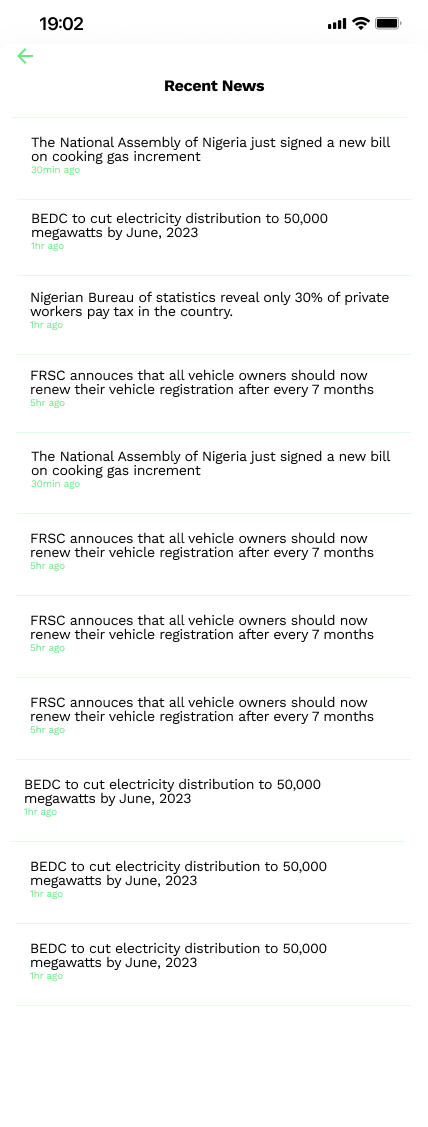 19:02
Recent News
The National Assembly of Nigeria just signed a new bill
on cooking gas increment
30min ago
BEDC to cut electricity distribution to 50,000
megawatts by June, 2023
1hr ago
Nigerian Bureau of statistics reveal only 30% of private
workers pay tax in the country.
1hr ago
FRSC annouces that all vehicle owners should now
renew their vehicle registration after every 7 months
5hr ago
The National Assembly of Nigeria just signed a new bill
on cooking gas increment
30min ago
FRSC annouces that all vehicle owners should now
renew their vehicle registration after every 7 months
5hr ago
FRSC annouces that all vehicle owners should now
renew their vehicle registration after every 7 months
5hr ago
FRSC annouces that all vehicle owners should now
renew their vehicle registration after every 7 months
5hr ago
BEDC to cut electricity distribution to 50,000
megawatts by June, 2023
1hr ago
BEDC to cut electricity distribution to 50,000
megawatts by June, 2023
1hr ago
BEDC to cut electricity distribution to 50,000
megawatts by June, 2023
1hr ago